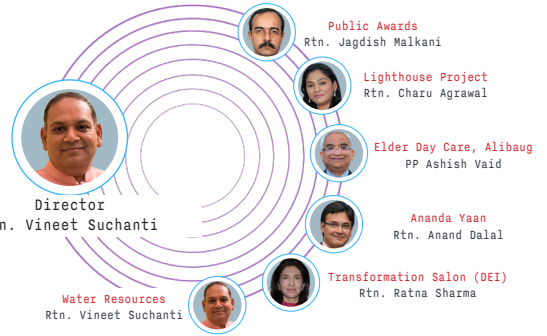 Public Awards
Rtn. Jagdish Malkani
Lighthouse Project
Rtn. Charu Agrawal
Elder Day Care, Alibaug
PP Ashish Vaid
Director
n. Vineet Suchanti
Ananda Yaan
Rtn. Anand Dalal
Transformation Salon (DEI)
Rtn. Ratna Sharma
Water Resources
Rtn. Vineet Suchanti